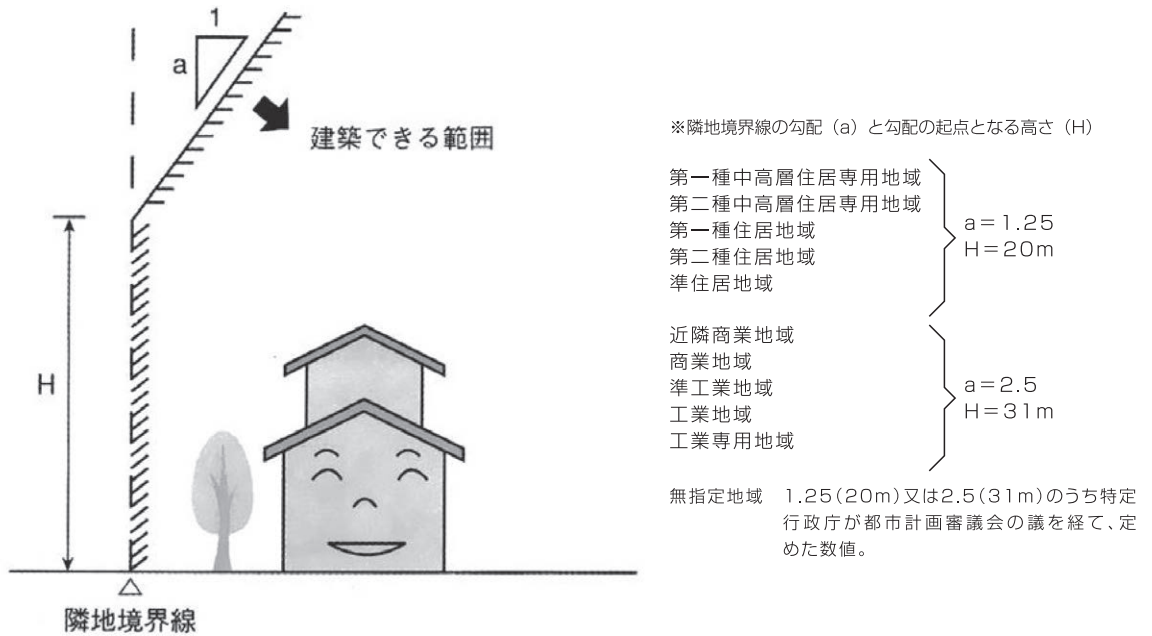 1
a
建築できる範囲
H
隣地境界線
※隣地境界線の勾配（a）と勾配の起点となる高さ（H）
第一種中高層住居専用地域
第二種中高層住居専用地域
第一種住居地域
第二種住居地域
準住居地域
a＝1.25
H＝20m
近隣商業地域
商業地域
準工業地域
工業地域
工業専用地域
a＝2.5
H＝31m
無指定地域　1.25(20m)又は2.5(31m)のうち特定
行政庁が都市計画審議会の議を経て、定
めた数値。